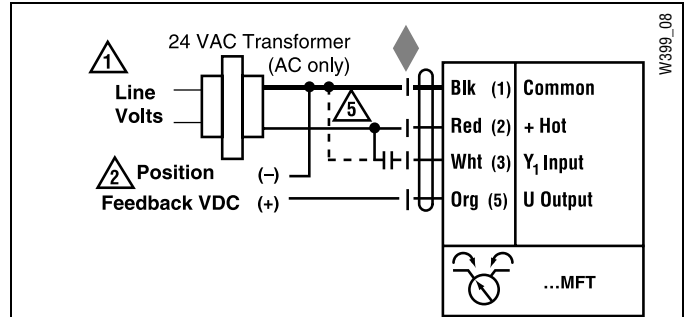 W399_08
1
24 VAC Transformer
(AC only)
Line
Volts
5
Blk (1) Common
Red (2) + Hot
Wht (3) Y1 Input
Org (5) U Output
2
Position (–)
Feedback VDC (+)
...MFT